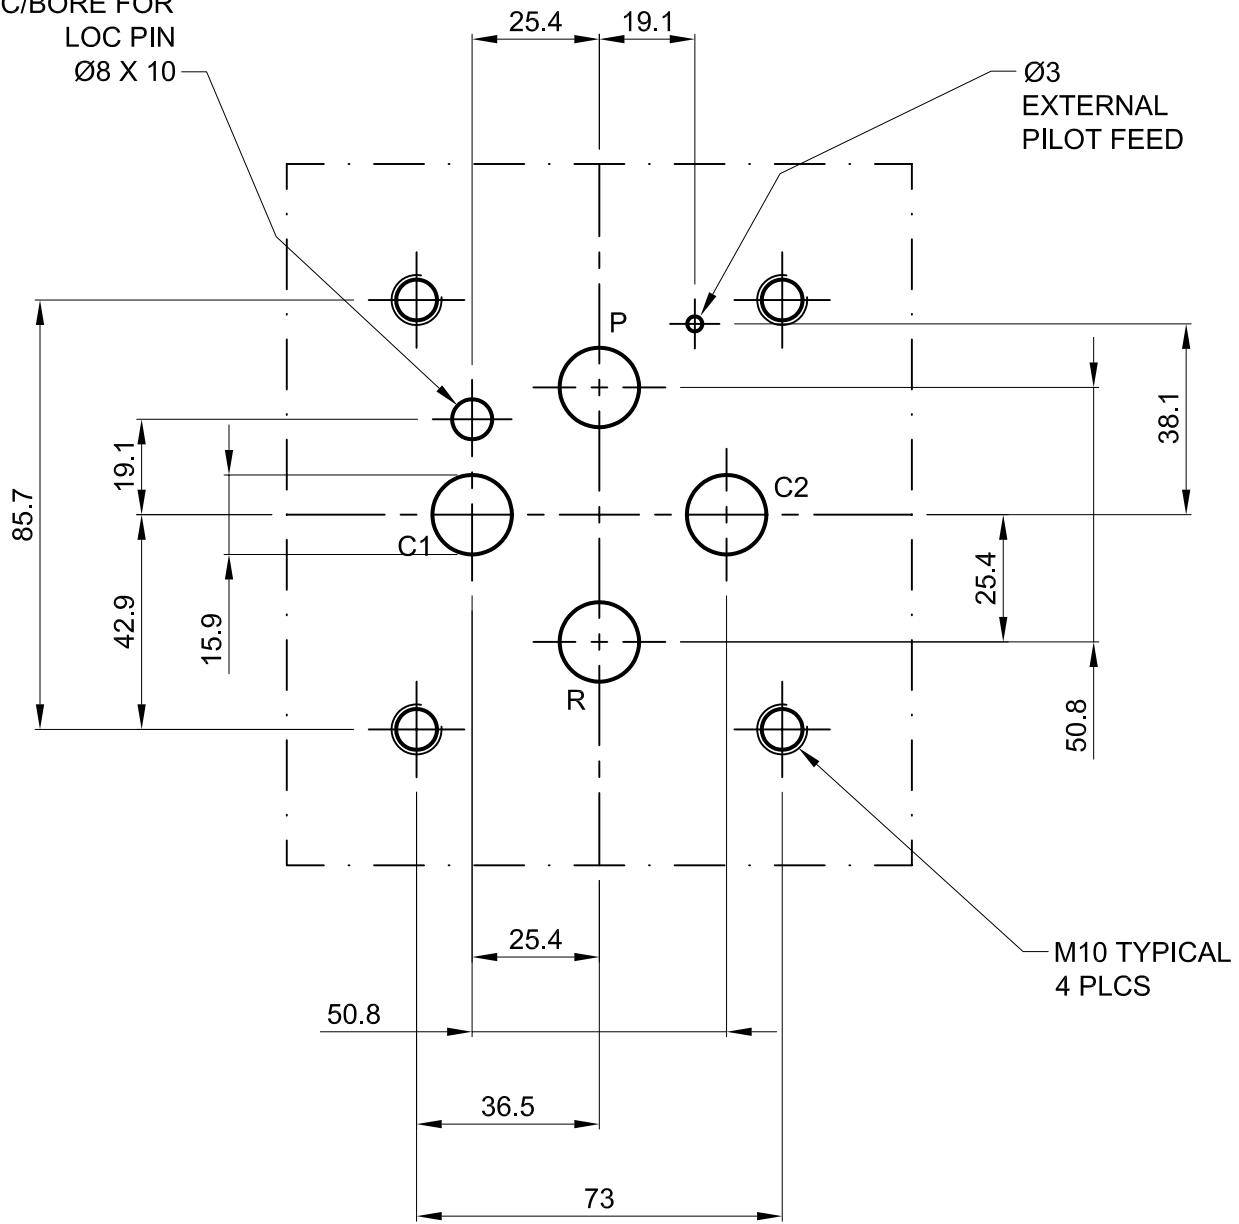 C/BORE FOR
LOC PIN
Ø8 X 10
25.4
19.1
Ø3
EXTERNAL
PILOT FEED
P
C2
C1
R
85.7
19.1
42.9
15.9
38.1
25.4
50.8
25.4
50.8
36.5
73
M10 TYPICAL
4 PLCS